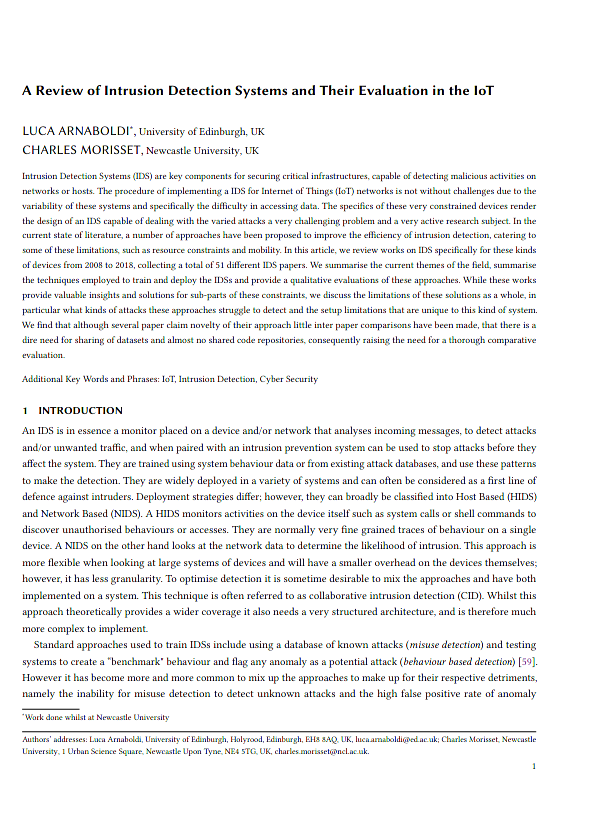 A Review of Intrusion Detection Systems and Their Evaluation in the IoT
LUCA ARNABOLDI*, University of Edinburgh, UK
CHARLES MORISSET, Newcastle University, UK
Intrusion Detection Systems (IDS) are key components for securing critical infrastructures, capable of detecting malicious activities on
networks or hosts. The procedure of implementing a IDS for Internet of Things (IoT) networks is not without challenges due to the
variability of these systems and specifically the difficulty in accessing data. The specifics of these very constrained devices render
the design of an IDS capable of dealing with the varied attacks a very challenging problem and a very active research subject. In the
current state of literature, a number of approaches have been proposed to improve the efficiency of intrusion detection, catering to
some of these limitations, such as resource constraints and mobility. In this article, we review works on IDS specifically for these kinds
of devices from 2008 to 2018, collecting a total of 51 different IDS papers. We summarise the current themes of the field, summarise
the techniques employed to train and deploy the IDSs and provide a qualitative evaluations of these approaches. While these works
provide valuable insights and solutions for sub-parts of these constraints, we discuss the limitations of these solutions as a whole, in
particular what kinds of attacks these approaches struggle to detect and the setup limitations that are unique to this kind of system.
We find that although several paper claim novelty of their approach little inter paper comparisons have been made, that there is a
dire need for sharing of datasets and almost no shared code repositories, consequently raising the need for a thorough comparative
evaluation.
Additional Key Words and Phrases: IoT, Intrusion Detection, Cyber Security
1 INTRODUCTION
An IDS is in essence a monitor placed on a device and/or network that analyses incoming messages, to detect attacks
and/or unwanted traffic, and when paired with an intrusion prevention system can be used to stop attacks before they
affect the system. They are trained using system behaviour data or from existing attack databases, and use these patterns
to make the detection. They are widely deployed in a variety of systems and can often be considered as a first line of
defence against intruders. Deployment strategies differ; however, they can broadly be classified into Host Based (HIDS)
and Network Based (NIDS). A HIDS monitors activities on the device itself such as system calls or shell commands to
discover unauthorised behaviours or accesses. They are normally very fine grained traces of behaviour on a single
device. A NIDS on the other hand looks at the network data to determine the likelihood of intrusion. This approach is
more flexible when looking at large systems of devices and will have a smaller overhead on the devices themselves;
however, it has less granularity. To optimise detection it is sometime desirable to mix the approaches and have both
implemented on a system. This technique is often referred to as collaborative intrusion detection (CID). Whilst this
approach theoretically provides a wider coverage it also needs a very structured architecture, and is therefore much
more complex to implement.
Standard approaches used to train IDSs include using a database of known attacks (misuse detection) and testing
systems to create a "benchmark" behaviour and flag any anomaly as a potential attack (behaviour based detection) [59].
However it has become more and more common to mix up the approaches to make up for their respective detriments,
namely the inability for misuse detection to detect unknown attacks and the high false positive rate of anomaly
*Work done whilst at Newcastle University
Authors' addresses: Luca Arnaboldi, University of Edinburgh, Holyrood, Edinburgh, EH8 8AQ, UK, luca.arnaboldi@ed.ac.uk; Charles Morisset, Newcastle
University, 1 Urban Science Square, Newcastle Upon Tyne, NE4 5TG, UK, charles.morisset@ncl.ac.uk.
1